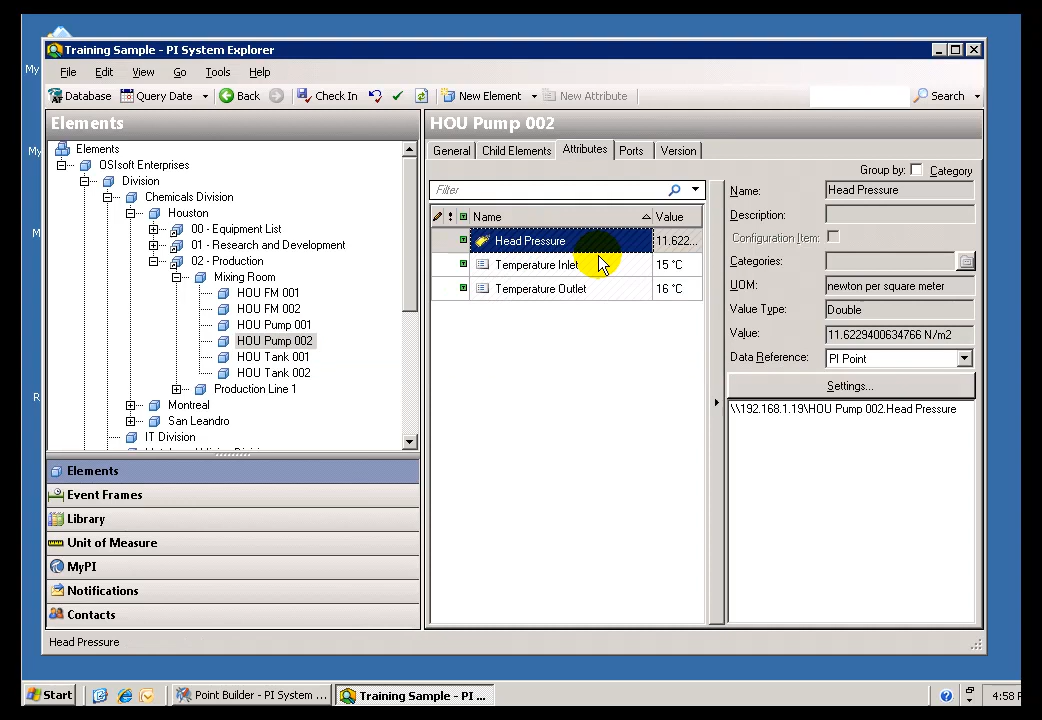 My
Training Sample - PI System Explorer
File Edit View Go Tools Help
Database Query Date Back Check In New Element New Attribute Search
Elements
HOU Pump 002
General Child Elements Attributes Ports Version
Group by: Category
Filter
Name Value
Head Pressure 11.622...
Temperature Inlet 15 °C
Temperature Outlet 16 °C
Elements
OSIsoft Enterprises
Division
Chemicals Division
Houston
00 - Equipment List
01 - Research and Development
02 - Production
Mixing Room
HOU FM 001
HOU FM 002
HOU Pump 001
HOU Pump 002
HOU Tank 001
HOU Tank 002
Production Line 1
Montreal
San Leandro
IT Division
My
M
R
Name: Head Pressure
Description:
Configuration Item:
Categories:
UOM: newton per square meter
Value Type: Double
Value: 11.6229400634766 N/m2
Data Reference: PI Point
Settings...
\\192.168.1.19\HOU Pump 002.Head Pressure
Elements
Event Frames
Library
Unit of Measure
MyPI
Notifications
Contacts
Head Pressure
Start Point Builder - PI System ... Training Sample - PI ... 4:58 P